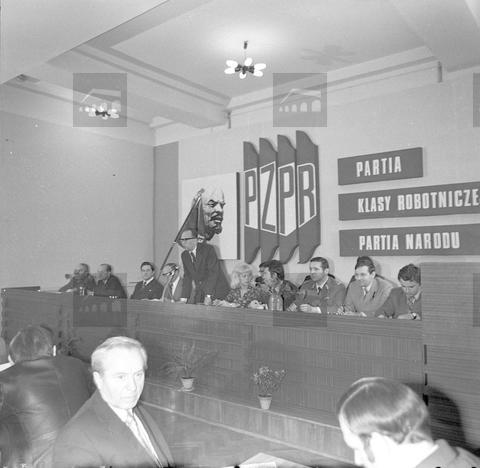 PZPR
PARTIA
KLASY ROBOTNICZE
PARTIA NARODU